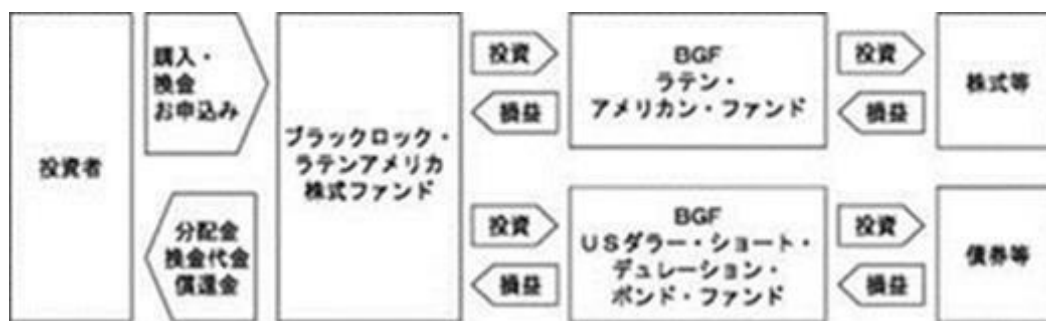 投資者
購入・
換金
お申込み
分配金
換金代金
償還金
ブラックロック・
ラテンアメリカ
株式ファンド
投資
損益
BGF
ラテン・
アメリカン・ファンド
投資
損益
株式等
投資
損益
BGF
USダラー・ショート・
デュレーション・
ボンド・ファンド
投資
損益
債券等